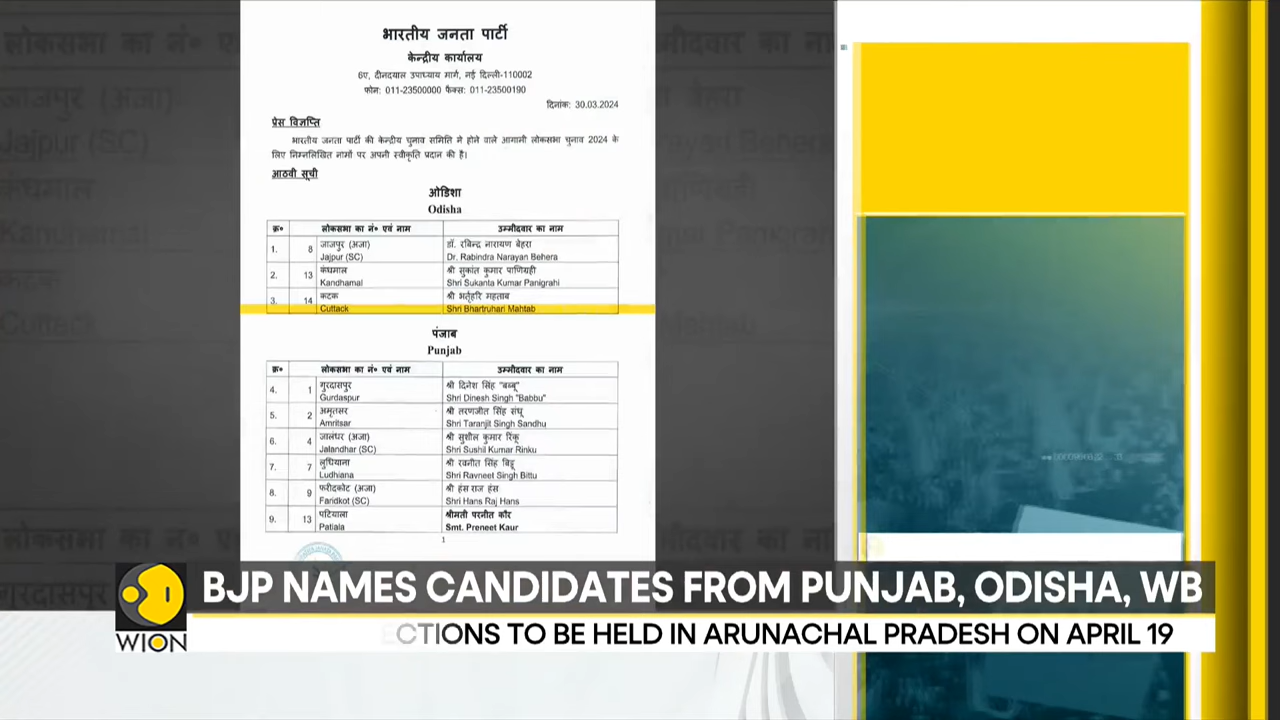 भारतीय जनता पार्टी
केन्द्रीय कार्यालय
6ए, दीनदयाल उपाध्याय मार्ग, नई दिल्ली-110002
फोन: 011-23500000 फैक्स: 011-23500190
दिनांक: 30.03.2024
प्रेस विज्ञप्ति
भारतीय जनता पार्टी की केन्द्रीय चुनाव समिति ने होने वाले आगामी लोकसभा चुनाव 2024 के
लिए निम्नलिखित नामों पर अपनी स्वीकृति प्रदान की है।
आठवी सूची
ओडिशा
Odisha
क्र० लोकसभा का नं० एवं नाम उम्मीदवार का नाम
1. 8 जाजपुर (अजा) डॉ. रबिन्द्र नारायण बेहरा
Jajpur (SC) Dr. Rabindra Narayan Behera
2. 13 कंधमाल श्री सुकांत कुमार पाणिग्रही
Kandhamal Shri Sukanta Kumar Panigrahi
3. 14 कटक श्री भर्तृहरि महताब
Cuttack Shri Bhartruhari Mahtab
पंजाब
Punjab
क्र० लोकसभा का नं० एवं नाम उम्मीदवार का नाम
4. 1 गुरदासपुर श्री दिनेश सिंह "बब्बू"
Gurdaspur Shri Dinesh Singh "Babbu"
5. 2 अमृतसर श्री तरणजीत सिंह संधू
Amritsar Shri Taranjit Singh Sandhu
6. 4 जालंधर (अजा) श्री सुशील कुमार रिंकू
Jalandhar (SC) Shri Sushil Kumar Rinku
7. 7 लुधियाना श्री रवनीत सिंह बिट्टू
Ludhiana Shri Ravneet Singh Bittu
8. 9 फरीदकोट (अजा) श्री हंस राज हंस
Faridkot (SC) Shri Hans Raj Hans
9. 13 पटियाला श्रीमती परनीत कौर
Patiala Smt. Preneet Kaur
1
BJP NAMES CANDIDATES FROM PUNJAB, ODISHA, WB
WION
ECTIONS TO BE HELD IN ARUNACHAL PRADESH ON APRIL 19